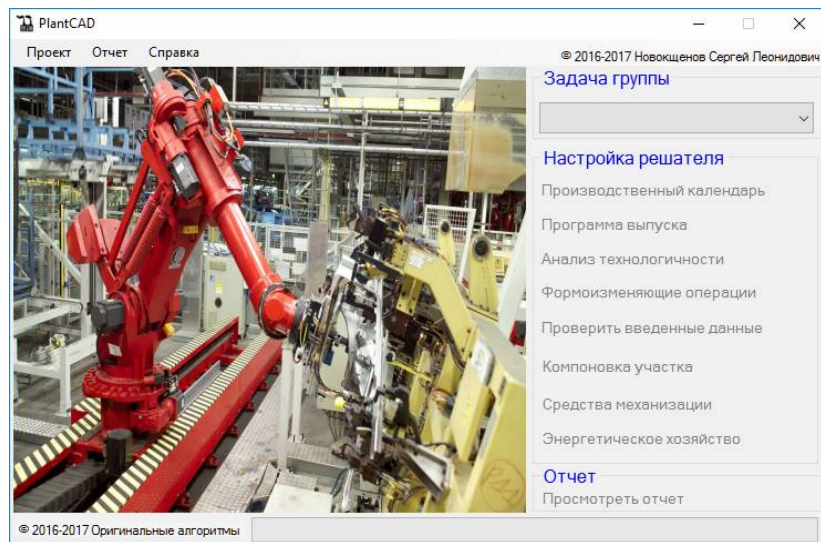 PlantCAD
Проект Отчет Справка
© 2016-2017 Новокщенов Сергей Леонидович
Задача группы
Настройка решателя
Производственный календарь
Программа выпуска
Анализ технологичности
Формоизменяющие операции
Проверить введенные данные
Компоновка участка
Средства механизации
Энергетическое хозяйство
Отчет
Просмотреть отчет
© 2016-2017 Оригинальные алгоритмы